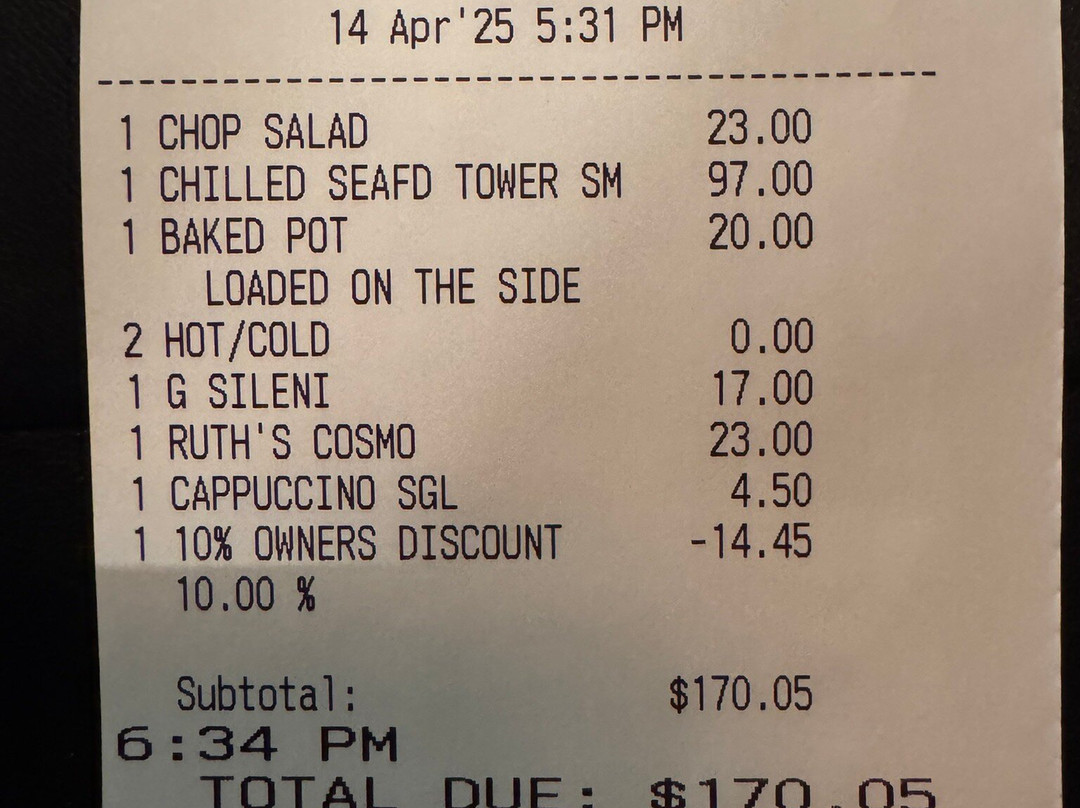 14 Apr'25 5:31 PM
----------------------------------------
1 CHOP SALAD 23.00
1 CHILLED SEAFD TOWER SM 97.00
1 BAKED POT 20.00
LOADED ON THE SIDE
2 HOT/COLD 0.00
1 G SILENI 17.00
1 RUTH'S COSMO 23.00
1 CAPPUCCINO SGL 4.50
1 10% OWNERS DISCOUNT -14.45
10.00 %
Subtotal: $170.05
6:34 PM
TOTAL DUE: $170.05